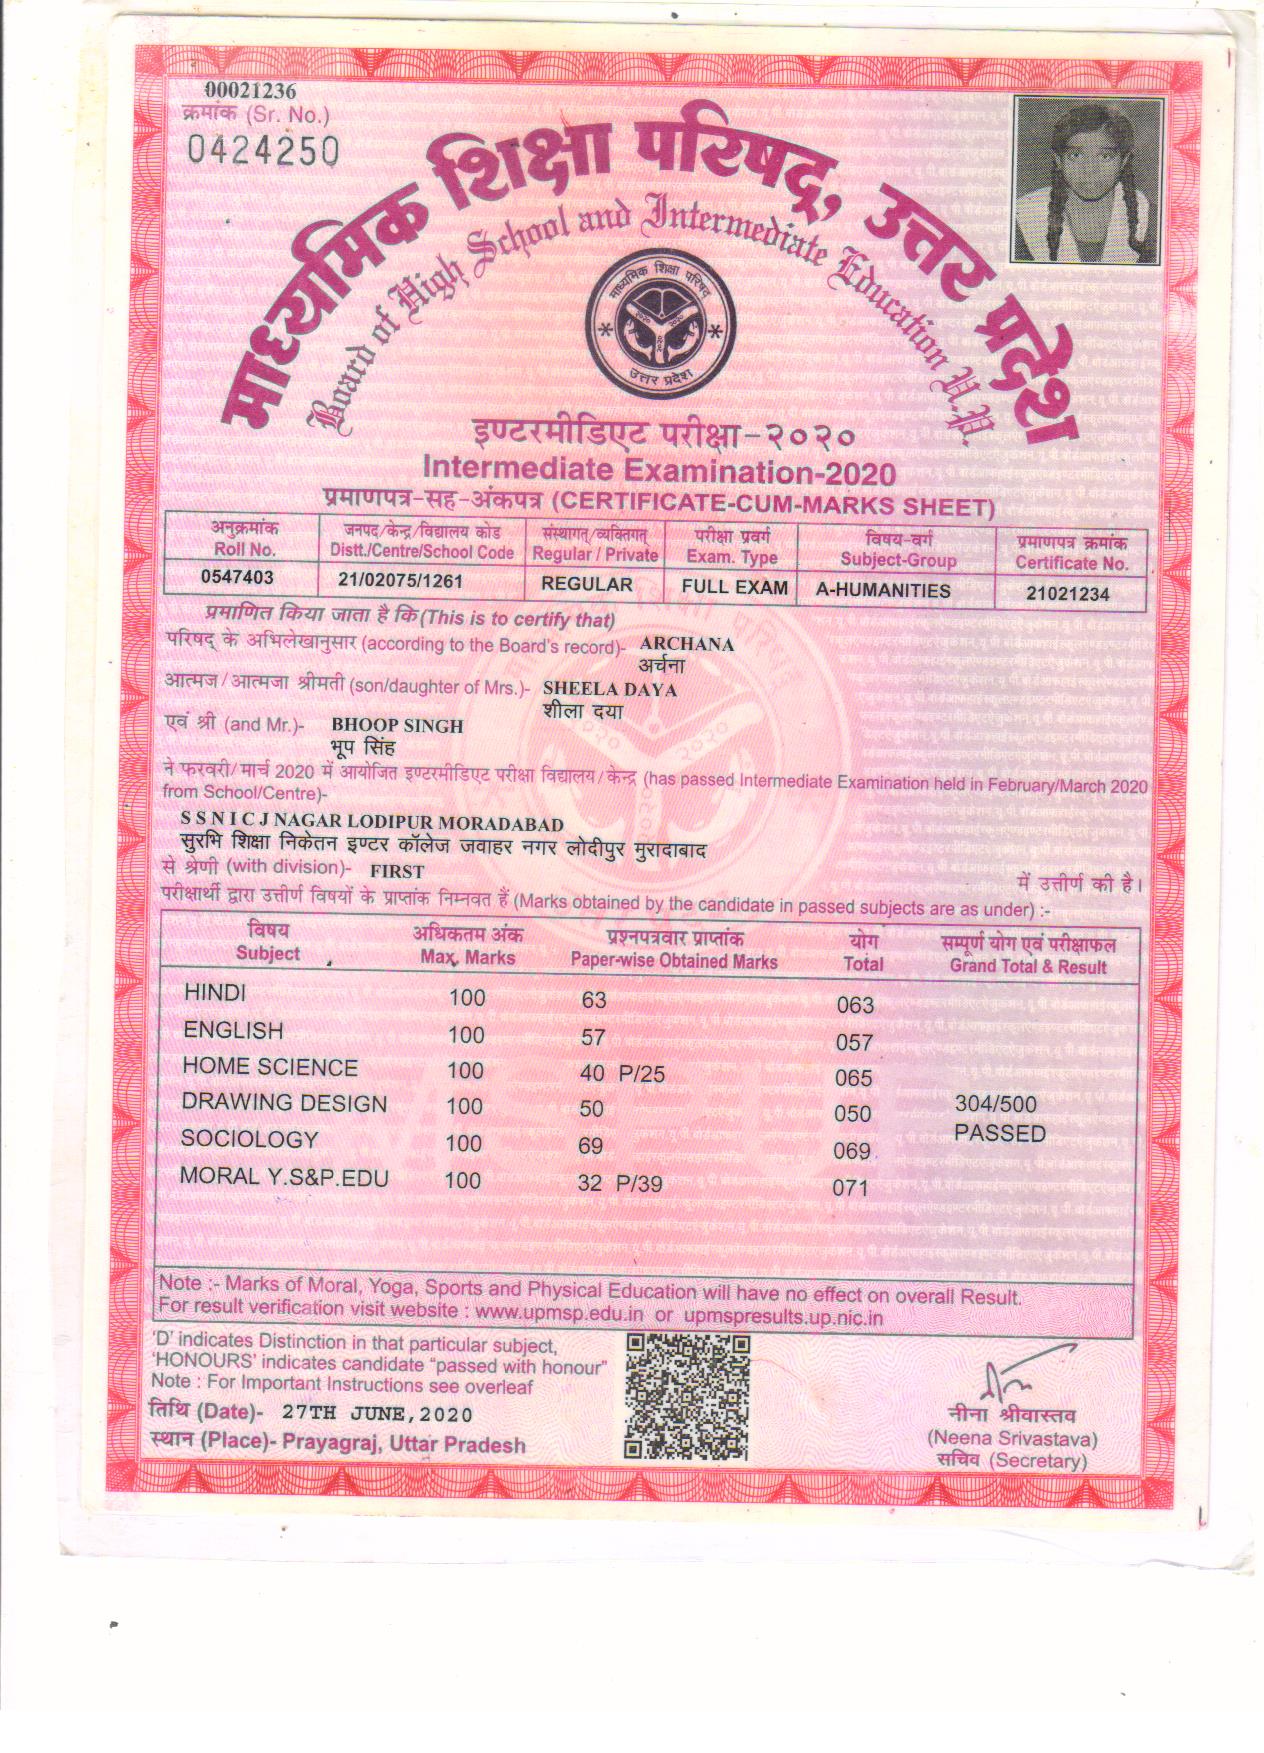 00021236
क्रमांक (Sr. No.)
0424250
माध्यमिक शिक्षा परिषद्, उत्तर प्रदेश
Board of High School and Intermediate Education U.P.
माध्यमिक शिक्षा परिषद्
उत्तर प्रदेश
इण्टरमीडिएट परीक्षा-२०२०
Intermediate Examination-2020
प्रमाणपत्र-सह-अंकपत्र (CERTIFICATE-CUM-MARKS SHEET)
अनुक्रमांक जनपद/केन्द्र/विद्यालय कोड संस्थागत्/व्यक्तिगत् परीक्षा प्रवर्ग विषय-वर्ग प्रमाणपत्र क्रमांक
Roll No. Distt./Centre/School Code Regular / Private Exam. Type Subject-Group Certificate No.
0547403 21/02075/1261 REGULAR FULL EXAM A-HUMANITIES 21021234
प्रमाणित किया जाता है कि (This is to certify that)
परिषद् के अभिलेखानुसार (according to the Board's record)- ARCHANA
अर्चना
आत्मज/आत्मजा श्रीमती (son/daughter of Mrs.)- SHEELA DAYA
शीला दया
एवं श्री (and Mr.)- BHOOP SINGH
भूप सिंह
ने फरवरी/मार्च 2020 में आयोजित इण्टरमीडिएट परीक्षा विद्यालय/केन्द्र (has passed Intermediate Examination held in February/March 2020
from School/Centre)-
S S N I C J NAGAR LODIPUR MORADABAD
सुरभि शिक्षा निकेतन इण्टर कॉलेज जवाहर नगर लोदीपुर मुरादाबाद
से श्रेणी (with division)- FIRST में उत्तीर्ण की है।
परीक्षार्थी द्वारा उत्तीर्ण विषयों के प्राप्तांक निम्नवत हैं (Marks obtained by the candidate in passed subjects are as under) :-
विषय अधिकतम अंक प्रश्नपत्रवार प्राप्तांक योग सम्पूर्ण योग एवं परीक्षाफल
Subject Max. Marks Paper-wise Obtained Marks Total Grand Total & Result
HINDI 100 63 063
ENGLISH 100 57 057
HOME SCIENCE 100 40 P/25 065
DRAWING DESIGN 100 50 050 304/500
SOCIOLOGY 100 69 069 PASSED
MORAL Y.S&P.EDU 100 32 P/39 071
Note :- Marks of Moral, Yoga, Sports and Physical Education will have no effect on overall Result.
For result verification visit website : www.upmsp.edu.in or upmspresults.up.nic.in
'D' indicates Distinction in that particular subject,
'HONOURS' indicates candidate "passed with honour"
Note : For Important Instructions see overleaf
तिथि (Date)- 27TH JUNE,2020
स्थान (Place)- Prayagraj, Uttar Pradesh
नीना श्रीवास्तव
(Neena Srivastava)
सचिव (Secretary)